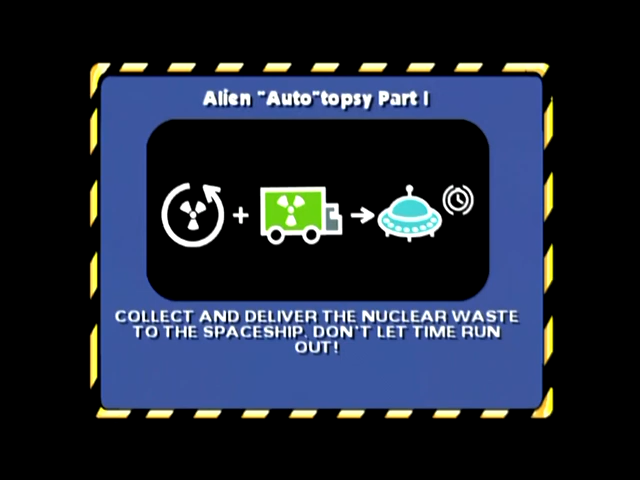 Alien "Auto"topsy Part I
COLLECT AND DELIVER THE NUCLEAR WASTE
TO THE SPACESHIP. DON'T LET TIME RUN
OUT!